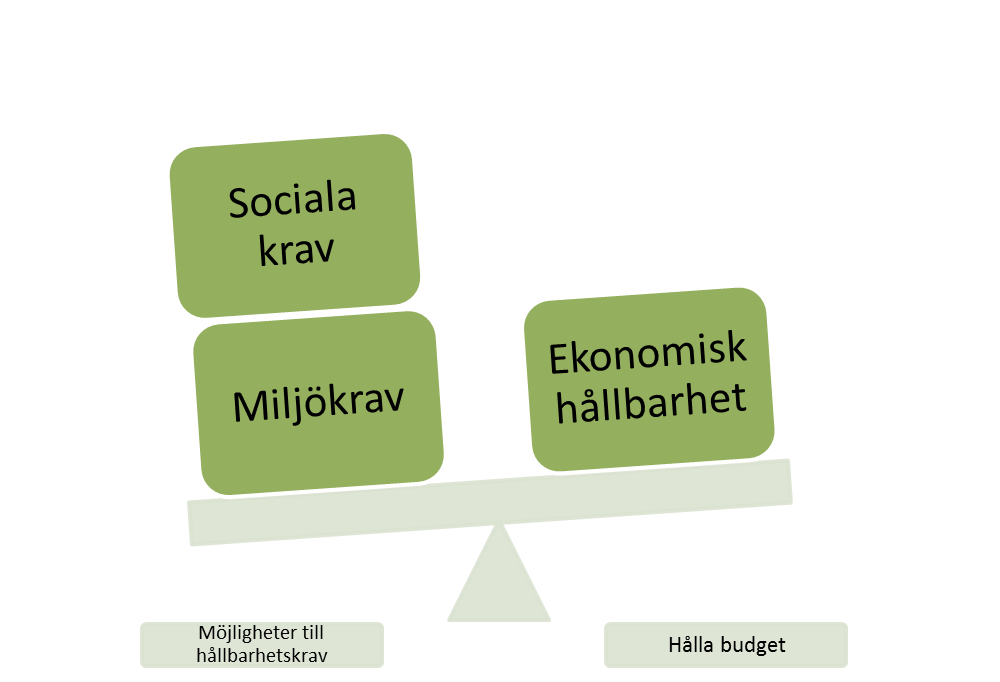 Sociala
krav
Miljökrav
Ekonomisk
hållbarhet
Möjligheter till
hållbarhetskrav
Hålla budget